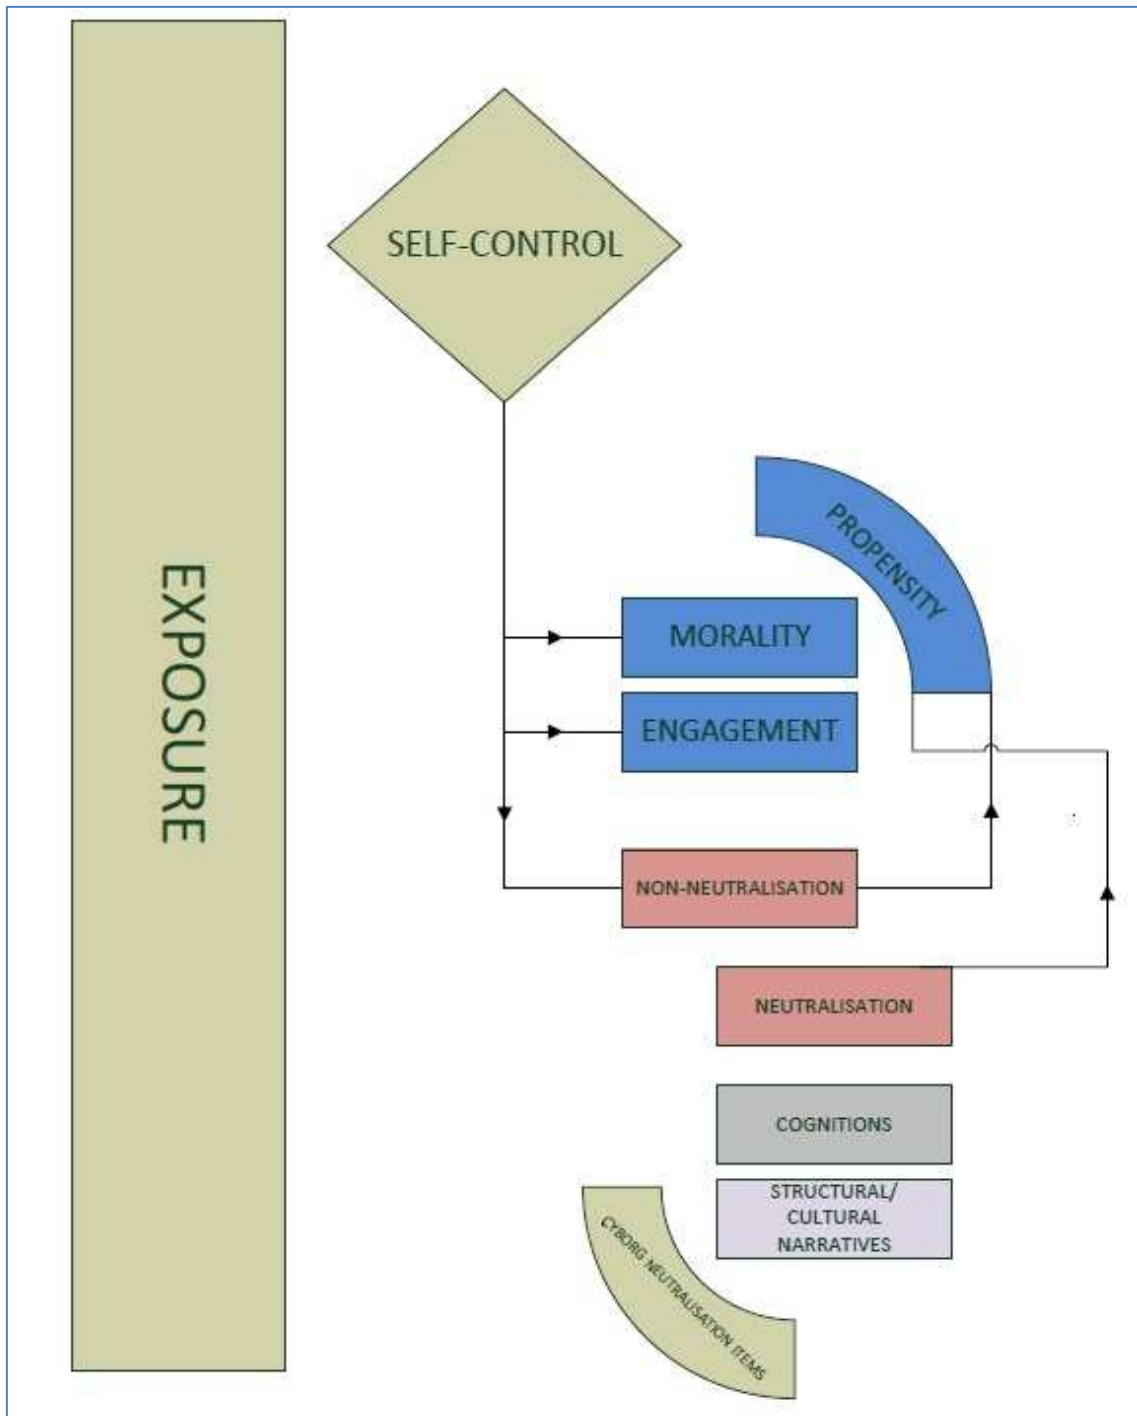 EXPOSURE
SELF-CONTROL
PROPENSITY
MORALITY
ENGAGEMENT
NON-NEUTRALISATION
NEUTRALISATION
COGNITIONS
STRUCTURAL/
CULTURAL
NARRATIVES
CYBORG NEUTRALISATION ITEMS